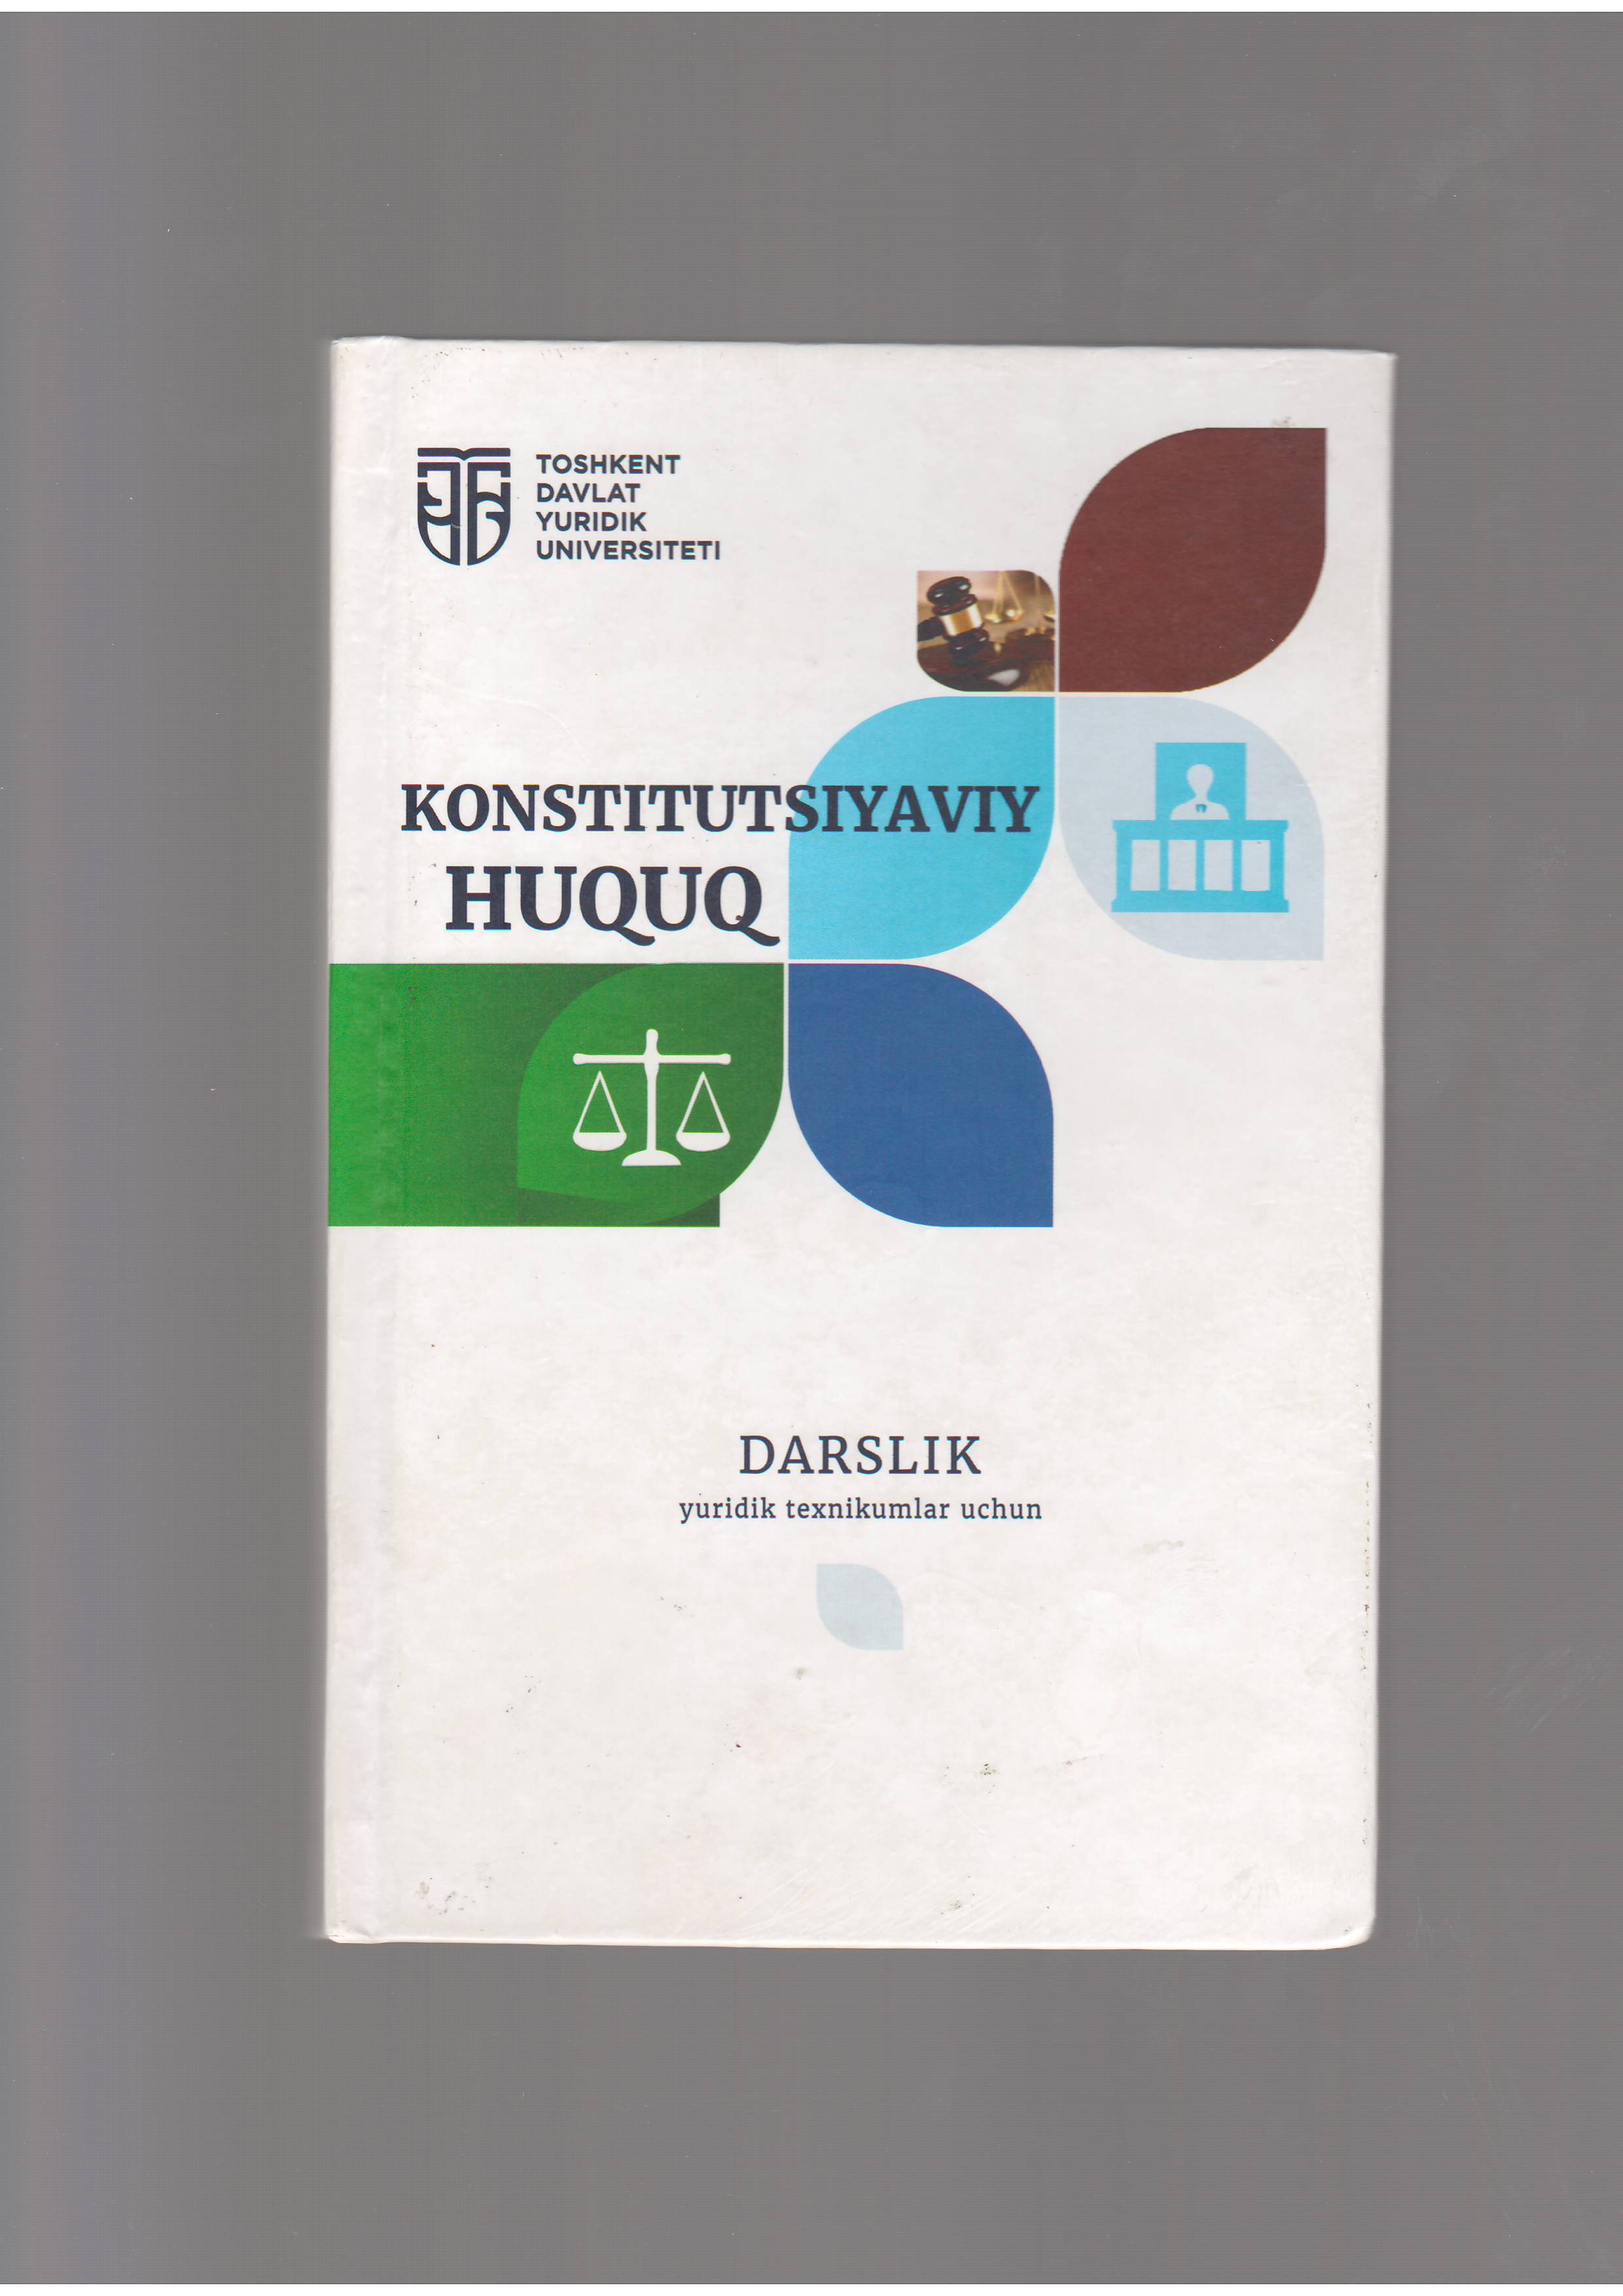 TOSHKENT
DAVLAT
YURIDIK
UNIVERSITETI
KONSTITUTSIYAVIY
HUQUQ
DARSLIK
yuridik texnikumlar uchun